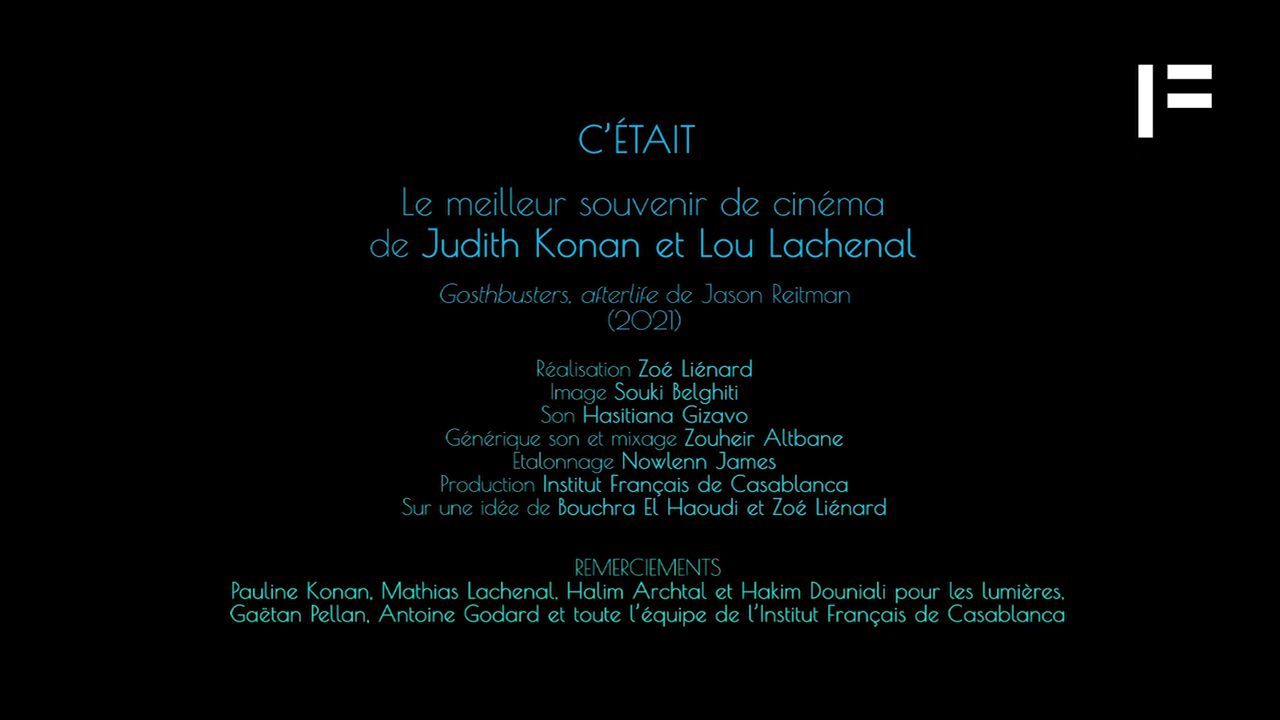 C'ÉTAIT
Le meilleur souvenir de cinéma
de Judith Konan et Lou Lachenal
Gosthbusters, afterlife de Jason Reitman
(2021)
Réalisation Zoé Liénard
Image Souki Belghiti
Son Hasitiana Gizavo
Générique son et mixage Zouheir Altbane
Etalonnage Nowlenn James
Production Institut Français de Casablanca
Sur une idée de Bouchra El Haoudi et Zoé Liénard
REMERCIEMENTS
Pauline Konan, Mathias Lachenal, Halim Archtal et Hakim Douniali pour les lumières,
Gaëtan Pellan, Antoine Godard et toute l'équipe de l'Institut Français de Casablanca